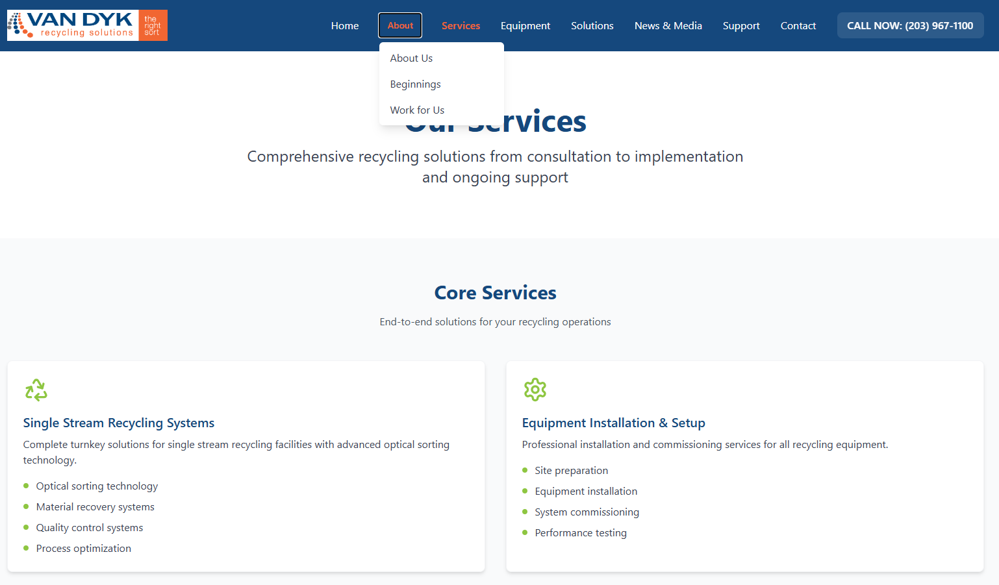 VAN DYK
recycling solutions
the
right
sort
Home
About
Services
Equipment
Solutions
News & Media
Support
Contact
CALL NOW: (203) 967-1100
About Us
Beginnings
Work for Us
Our Services
Comprehensive recycling solutions from consultation to implementation
and ongoing support
Core Services
End-to-end solutions for your recycling operations
Single Stream Recycling Systems
Complete turnkey solutions for single stream recycling facilities with advanced optical sorting
technology.
Optical sorting technology
Material recovery systems
Quality control systems
Process optimization
Equipment Installation & Setup
Professional installation and commissioning services for all recycling equipment.
Site preparation
Equipment installation
System commissioning
Performance testing